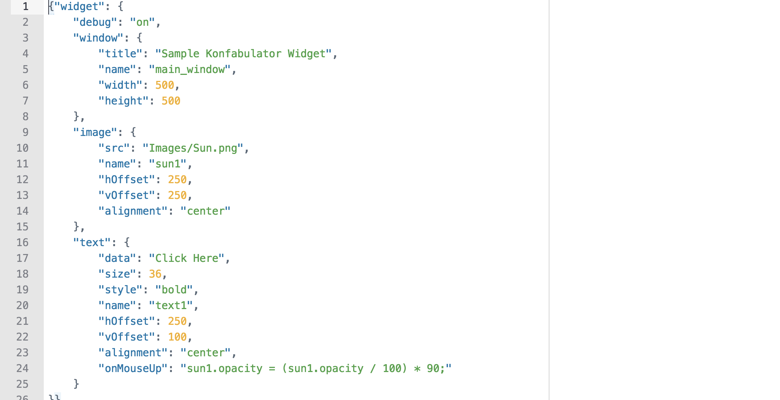 1 {"widget": {
2 "debug": "on",
3 "window": {
4 "title": "Sample Konfabulator Widget",
5 "name": "main_window",
6 "width": 500,
7 "height": 500
8 },
9 "image": {
10 "src": "Images/Sun.png",
11 "name": "sun1",
12 "hOffset": 250,
13 "vOffset": 250,
14 "alignment": "center"
15 },
16 "text": {
17 "data": "Click Here",
18 "size": 36,
19 "style": "bold",
20 "name": "text1",
21 "hOffset": 250,
22 "vOffset": 100,
23 "alignment": "center",
24 "onMouseUp": "sun1.opacity = (sun1.opacity / 100) * 90;"
25 }
26 }}